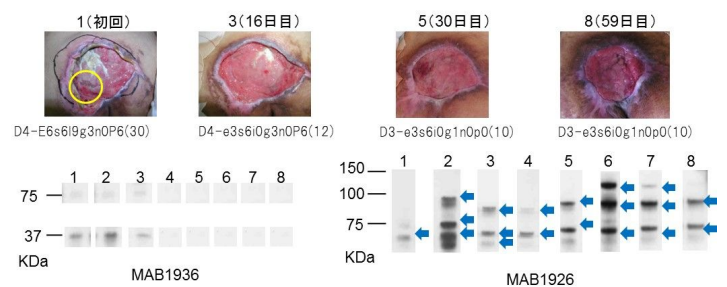 1(初回)
3(16日目)
5(30日目)
8(59日目)
D4-E6s6I9g3n0P6(30)
D4-e3s6i0g3n0P6(12)
D3-e3s6i0g1n0p0(10)
D3-e3s6i0g1n0p0(10)
1 2 3 4 5 6 7 8
75
37
KDa
MAB1936
1 2 3 4 5 6 7 8
150
100
75
KDa
MAB1926